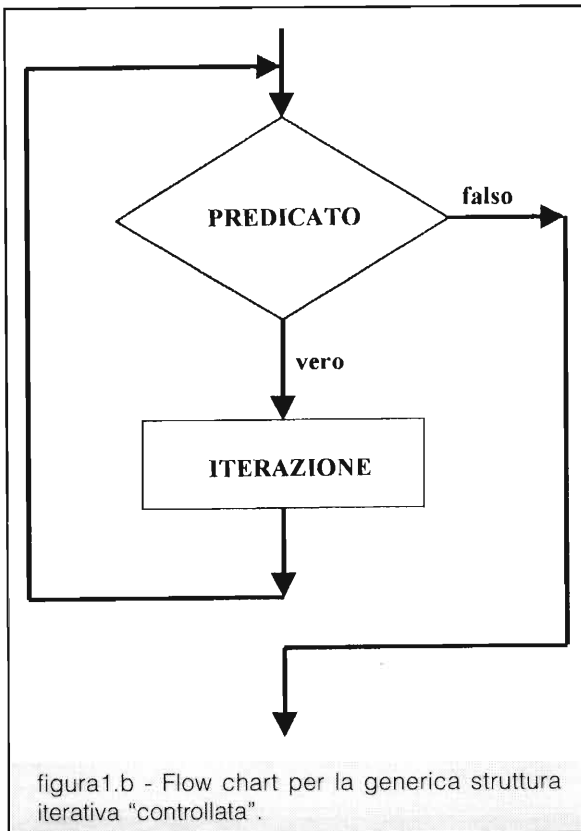 PREDICATO
falso
vero
ITERAZIONE
figura1.b - Flow chart per la generica struttura
iterativa "controllata".